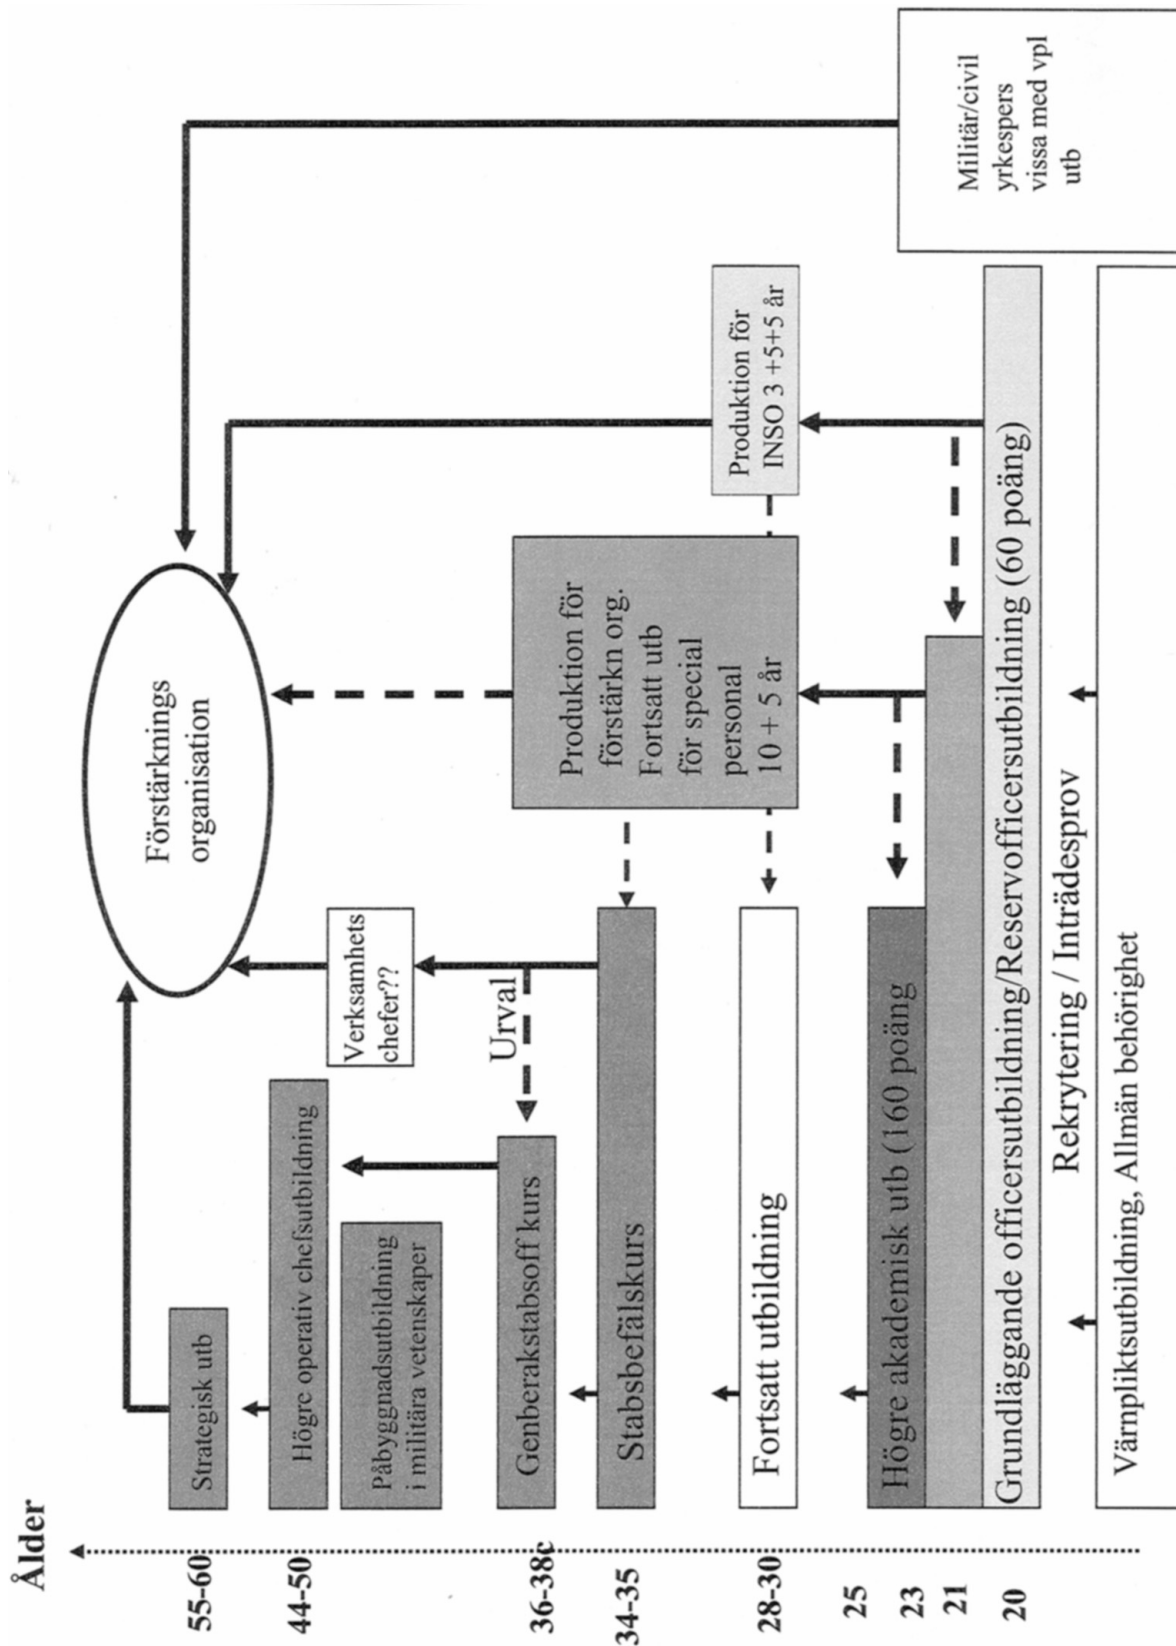 Ålder
55-60
44-50
36-38c
34-35
28-30
25
23
21
20
Förstärknings
organisation
Strategisk utb
Högre operativ chefsutbildning
Påbyggnadsutbildning
i militära vetenskaper
Verksamhets
chefer??
Urval
Genberakstabsoff kurs
Stabsbefälskurs
Produktion för
förstärkn org.
Fortsatt utb
för special
personal
10 + 5 år
Produktion för
INSO 3 +5+5 år
Fortsatt utbildning
Högre akademisk utb (160 poäng
Grundläggande officersutbildning/Reservofficersutbildning (60 poäng)
Rekrytering / Inträdesprov
Värnpliktsutbildning, Allmän behörighet
Militär/civil
yrkespers
vissa med vpl
utb